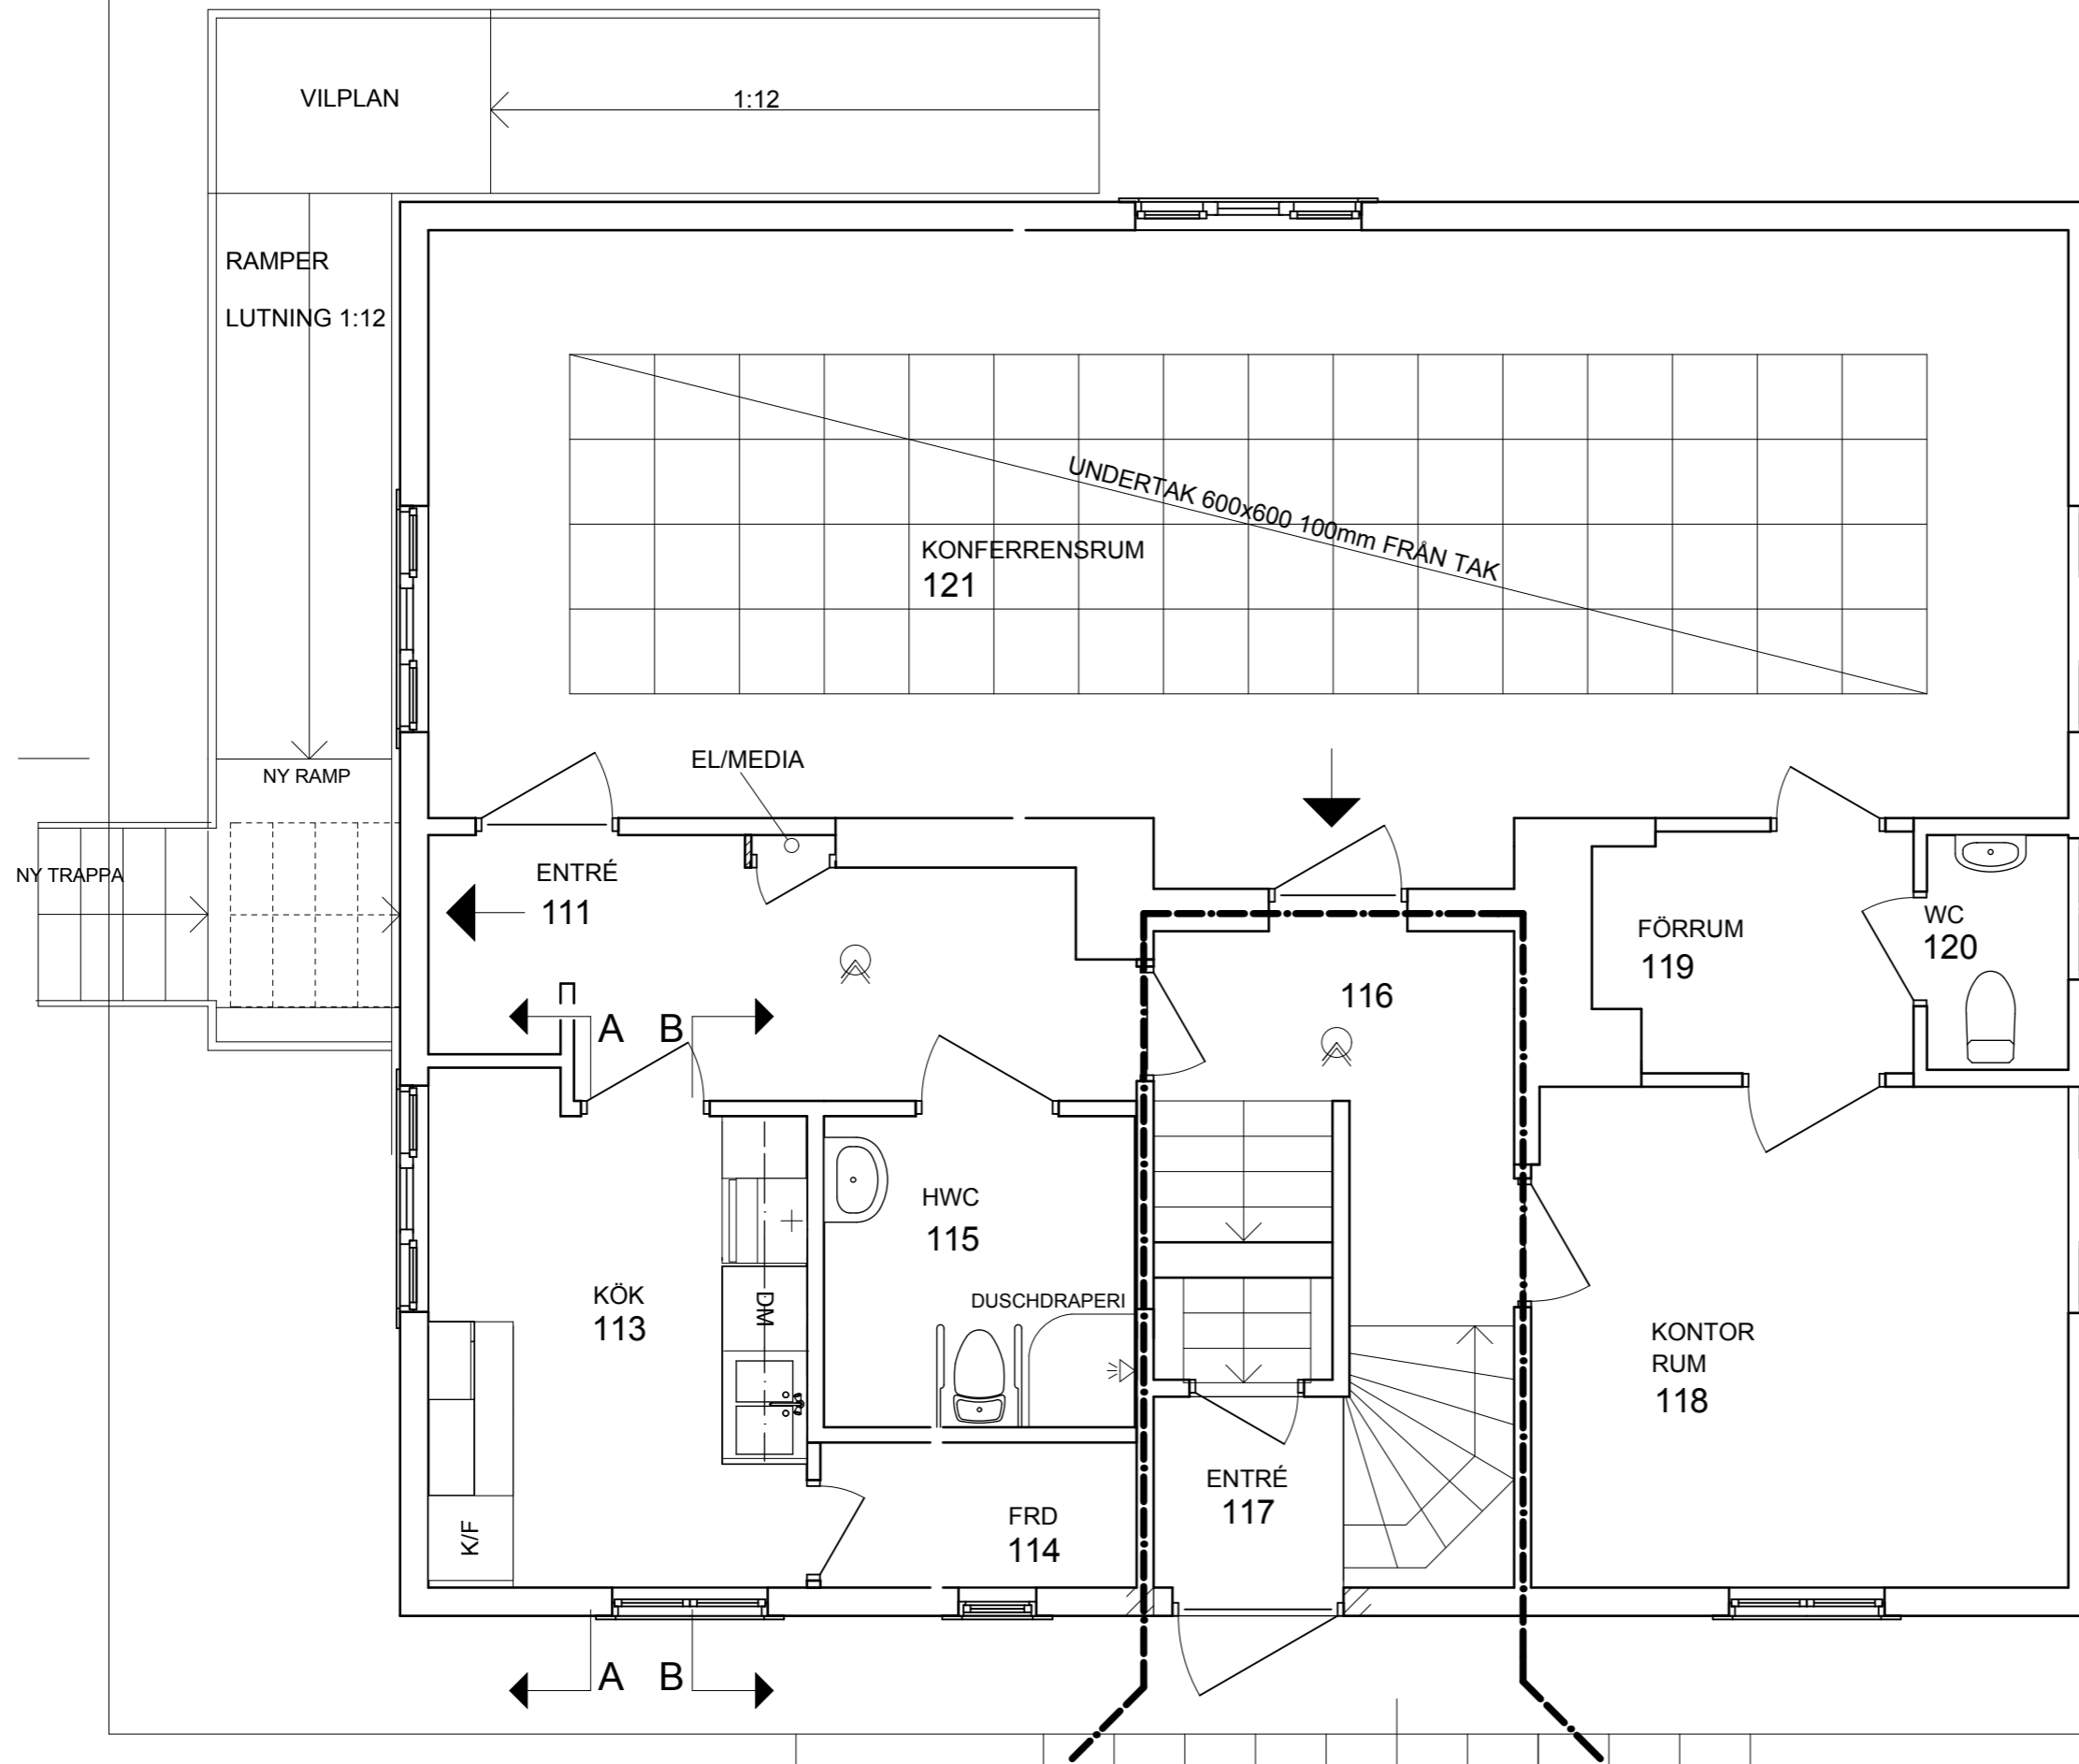 VILPLAN
1:12
RAMPER
LUTNING 1:12
UNDERTAK 600x600 100mm FRÅN TAK
KONFERRENSRUM
121
EL/MEDIA
NY RAMP
NY TRAPPA
ENTRÉ
111
FÖRRUM
119
WC
120
116
A B
HWC
115
DUSCHDRAPERI
KÖK
113
DM
KONTOR
RUM
118
ENTRÉ
117
FRD
114
K/F
A B